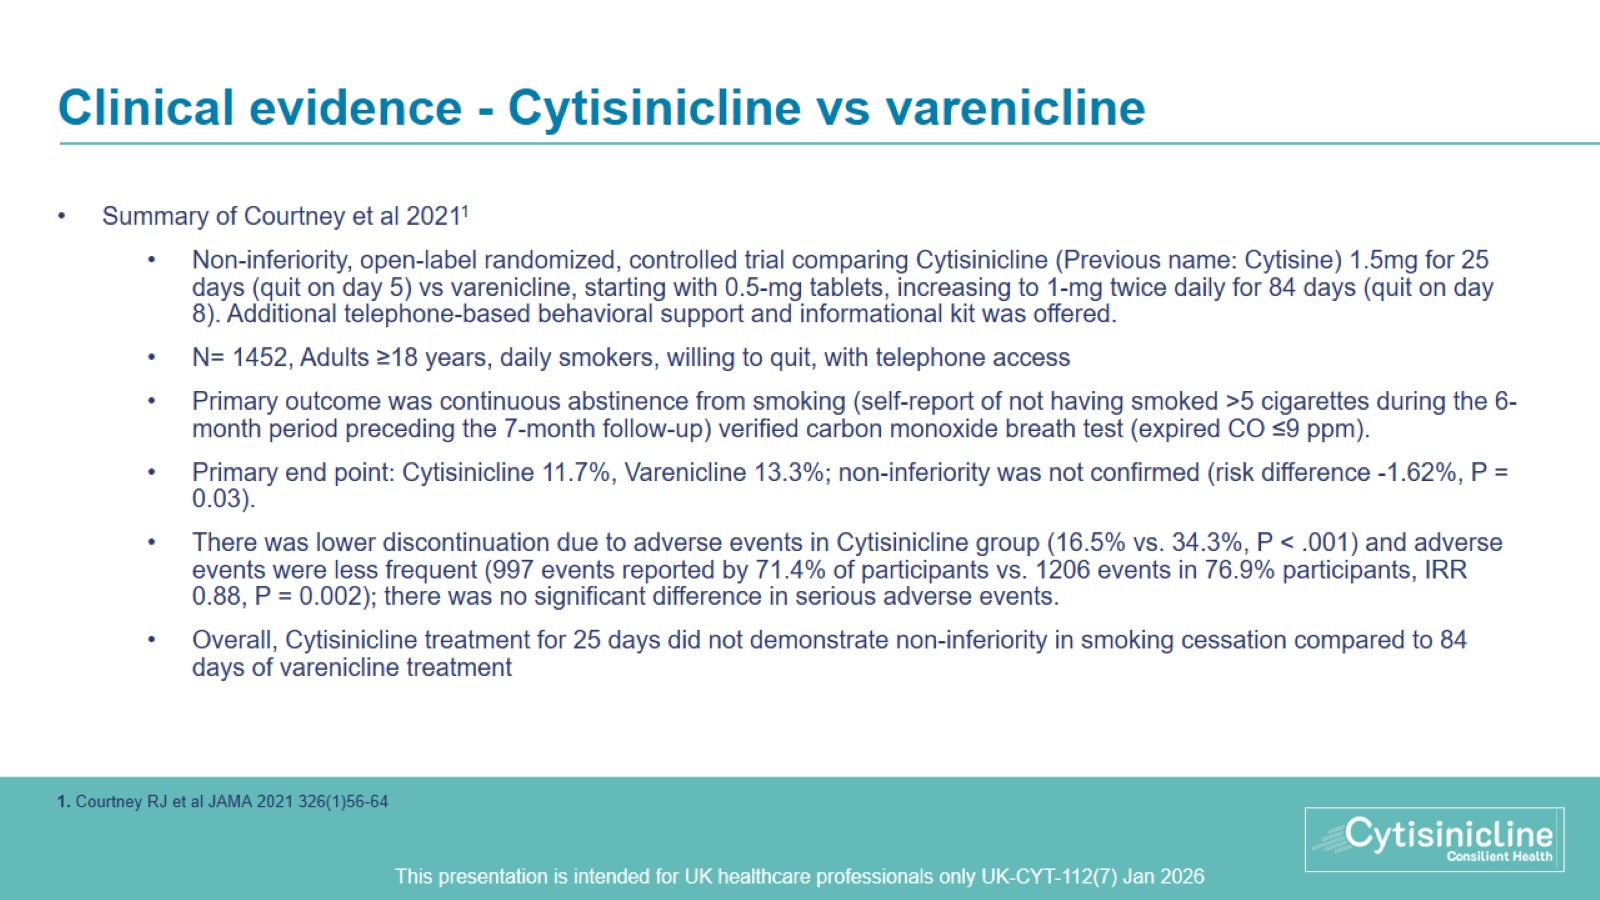 Clinical evidence - Cytisinicline vs varenicline
• Summary of Courtney et al 2021¹
• Non-inferiority, open-label randomized, controlled trial comparing Cytisinicline (Previous name: Cytisine) 1.5mg for 25
days (quit on day 5) vs varenicline, starting with 0.5-mg tablets, increasing to 1-mg twice daily for 84 days (quit on day
8). Additional telephone-based behavioral support and informational kit was offered.
• N= 1452, Adults ≥18 years, daily smokers, willing to quit, with telephone access
• Primary outcome was continuous abstinence from smoking (self-report of not having smoked >5 cigarettes during the 6-
month period preceding the 7-month follow-up) verified carbon monoxide breath test (expired CO ≤9 ppm).
• Primary end point: Cytisinicline 11.7%, Varenicline 13.3%; non-inferiority was not confirmed (risk difference -1.62%, P =
0.03).
• There was lower discontinuation due to adverse events in Cytisinicline group (16.5% vs. 34.3%, P < .001) and adverse
events were less frequent (997 events reported by 71.4% of participants vs. 1206 events in 76.9% participants, IRR
0.88, P = 0.002); there was no significant difference in serious adverse events.
• Overall, Cytisinicline treatment for 25 days did not demonstrate non-inferiority in smoking cessation compared to 84
days of varenicline treatment
1. Courtney RJ et al JAMA 2021 326(1)56-64
Cytisinicline
Consilient Health
This presentation is intended for UK healthcare professionals only UK-CYT-112(7) Jan 2026